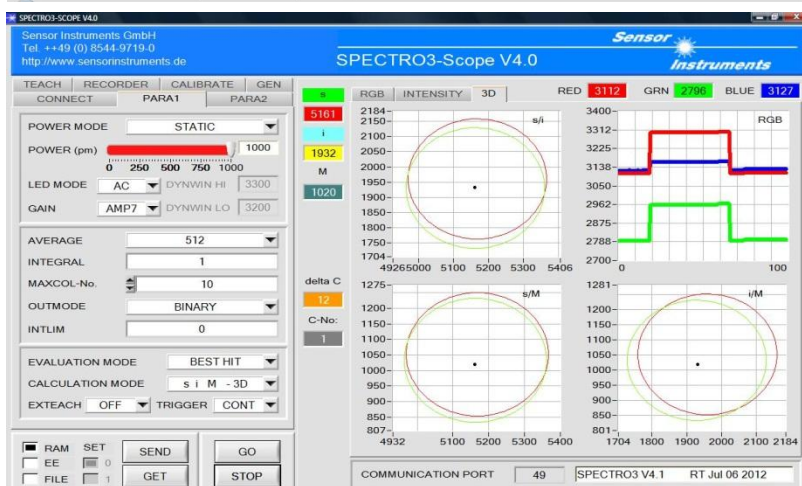 SPECTRO3-SCOPE V4.0
Sensor Instruments GmbH
Tel. ++49 (0) 8544-9719-0
http://www.sensorinstruments.de
SPECTRO3-Scope V4.0
Sensor
Instruments
TEACH RECORDER CALIBRATE GEN
CONNECT PARA1 PARA2
POWER MODE STATIC
POWER (pm) 1000
0 250 500 750 1000
LED MODE AC DYNWIN HI 3300
GAIN AMP7 DYNWIN LO 3200
AVERAGE 512
INTEGRAL 1
MAXCOL-No. 10
OUTMODE BINARY
INTLIM 0
EVALUATION MODE BEST HIT
CALCULATION MODE s i M - 3D
EXTEACH OFF TRIGGER CONT
RAM SET SEND GO
EE 0
FILE 1 GET STOP
s
5161
i
1932
M
1020
delta C
12
C-No:
1
RGB INTENSITY 3D RED 3112 GRN 2796 BLUE 3127
s/i
2184
2150
2100
2050
2000
1950
1900
1850
1800
1750
1704
49265000 5100 5200 5300 5406
RGB
3400
3312
3225
3138
3050
2962
2875
2788
2700
0 100
s/M
1275
1200
1150
1100
1050
1000
950
900
850
807
4932 5100 5200 5300 5400
i/M
1281
1200
1150
1100
1050
1000
950
900
850
801
1704 1800 1900 2000 2100 2184
COMMUNICATION PORT 49 SPECTRO3 V4.1 RT Jul 06 2012